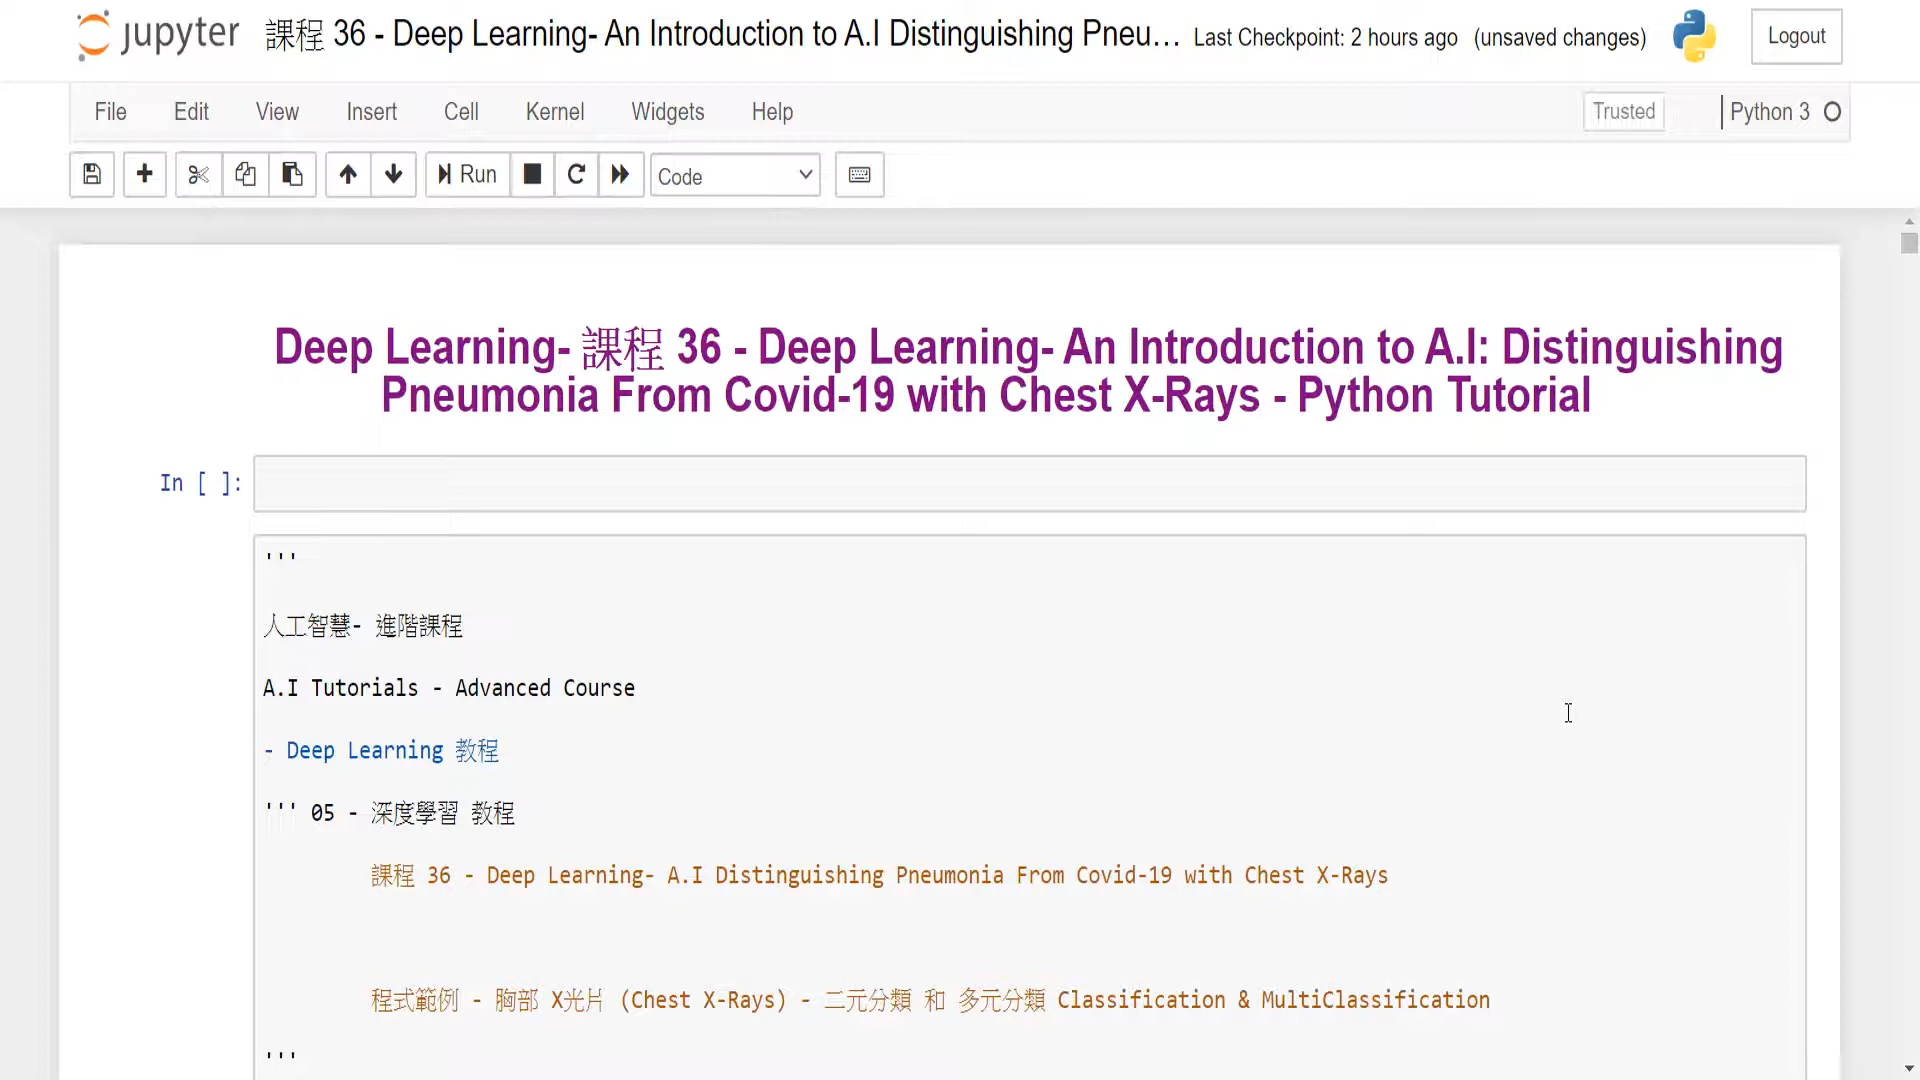 jupyter 課程 36 - Deep Learning- An Introduction to A.I Distinguishing Pneu… Last Checkpoint: 2 hours ago (unsaved changes) Logout
File Edit View Insert Cell Kernel Widgets Help Trusted Python 3
Run Code
Deep Learning- 課程 36 - Deep Learning- An Introduction to A.I: Distinguishing
Pneumonia From Covid-19 with Chest X-Rays - Python Tutorial
In [ ]:
'''
人工智慧- 進階課程
A.I Tutorials - Advanced Course
- Deep Learning 教程
''' 05 - 深度學習 教程
課程 36 - Deep Learning- A.I Distinguishing Pneumonia From Covid-19 with Chest X-Rays
程式範例 - 胸部 X光片 (Chest X-Rays) - 二元分類 和 多元分類 Classification & MultiClassification
'''